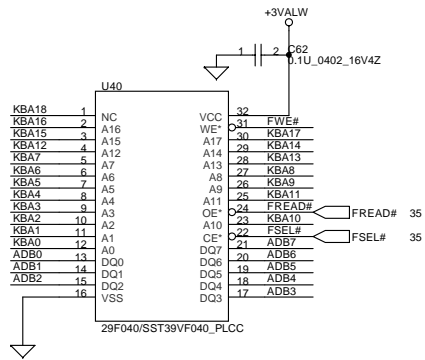 +3VALW
1 2 C62
0.1U_0402_16V4Z
U40
KBA18 1 NC VCC 32
KBA16 2 A16 WE* 31 FWE#
KBA15 3 A15 A17 30 KBA17
KBA12 4 A12 A14 29 KBA14
KBA7 5 A7 A13 28 KBA13
KBA6 6 A6 A8 27 KBA8
KBA5 7 A5 A9 26 KBA9
KBA4 8 A4 A11 25 KBA11
KBA3 9 A3 OE* 24 FREAD# FREAD# 35
KBA2 10 A2 A10 23 KBA10
KBA1 11 A1 CE* 22 FSEL# FSEL# 35
KBA0 12 A0 DQ7 21 ADB7
ADB0 13 DQ0 DQ6 20 ADB6
ADB1 14 DQ1 DQ5 19 ADB5
ADB2 15 DQ2 DQ4 18 ADB4
16 VSS DQ3 17 ADB3
29F040/SST39VF040_PLCC